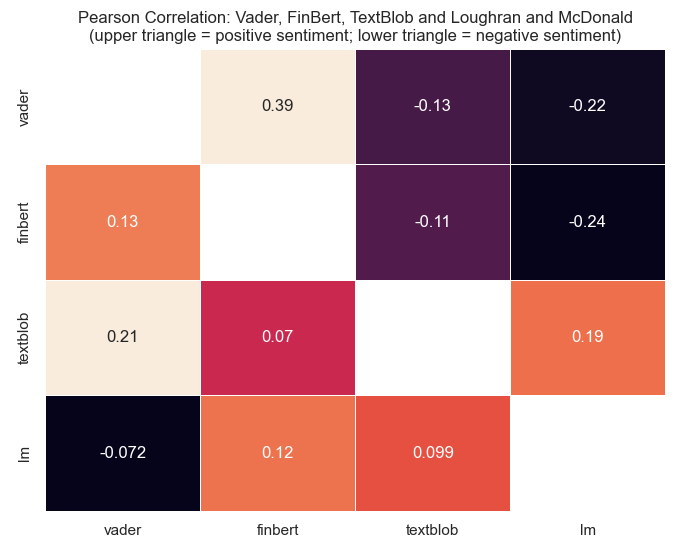 Pearson Correlation: Vader, FinBert, TextBlob and Loughran and McDonald
(upper triangle = positive sentiment; lower triangle = negative sentiment)
vader
0.39
-0.13
-0.22
finbert
0.13
-0.11
-0.24
textblob
0.21
0.07
0.19
lm
-0.072
0.12
0.099
vader
finbert
textblob
lm